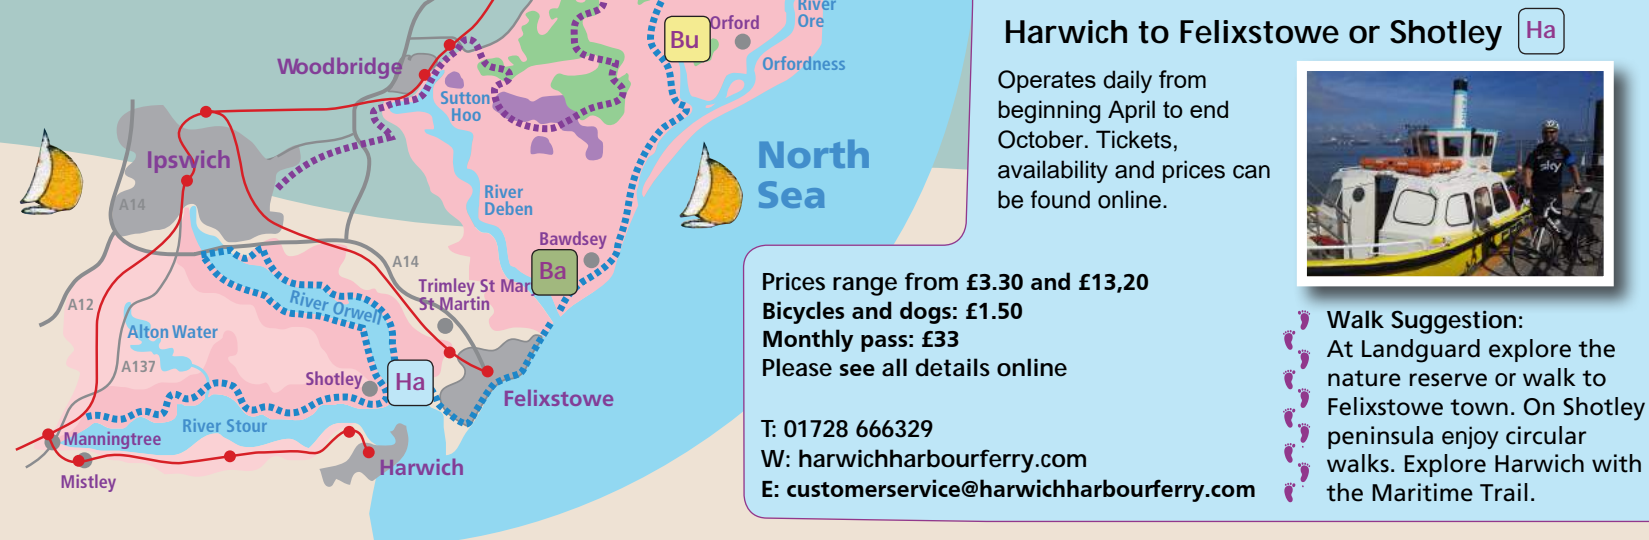 River
Ore
Orford
Bu
Woodbridge
Orfordness
Sutton
Hoo
North
Sea
Ipswich
A14
River
Deben
Bawdsey
Ba
A14
Trimley St Mar
St Martin
A12
River Orwell
Alton Water
A137
Shotley
Ha
Felixstowe
River Stour
Manningtree
Harwich
Mistley
Harwich to Felixstowe or Shotley
Ha
Operates daily from
beginning April to end
October. Tickets,
availability and prices can
be found online.
sky
Prices range from £3.30 and £13,20
Bicycles and dogs: £1.50
Monthly pass: £33
Please see all details online
T: 01728 666329
W: harwichharbourferry.com
E: customerservice@harwichharbourferry.com
Walk Suggestion:
At Landguard explore the
nature reserve or walk to
Felixstowe town. On Shotley
peninsula enjoy circular
walks. Explore Harwich with
the Maritime Trail.